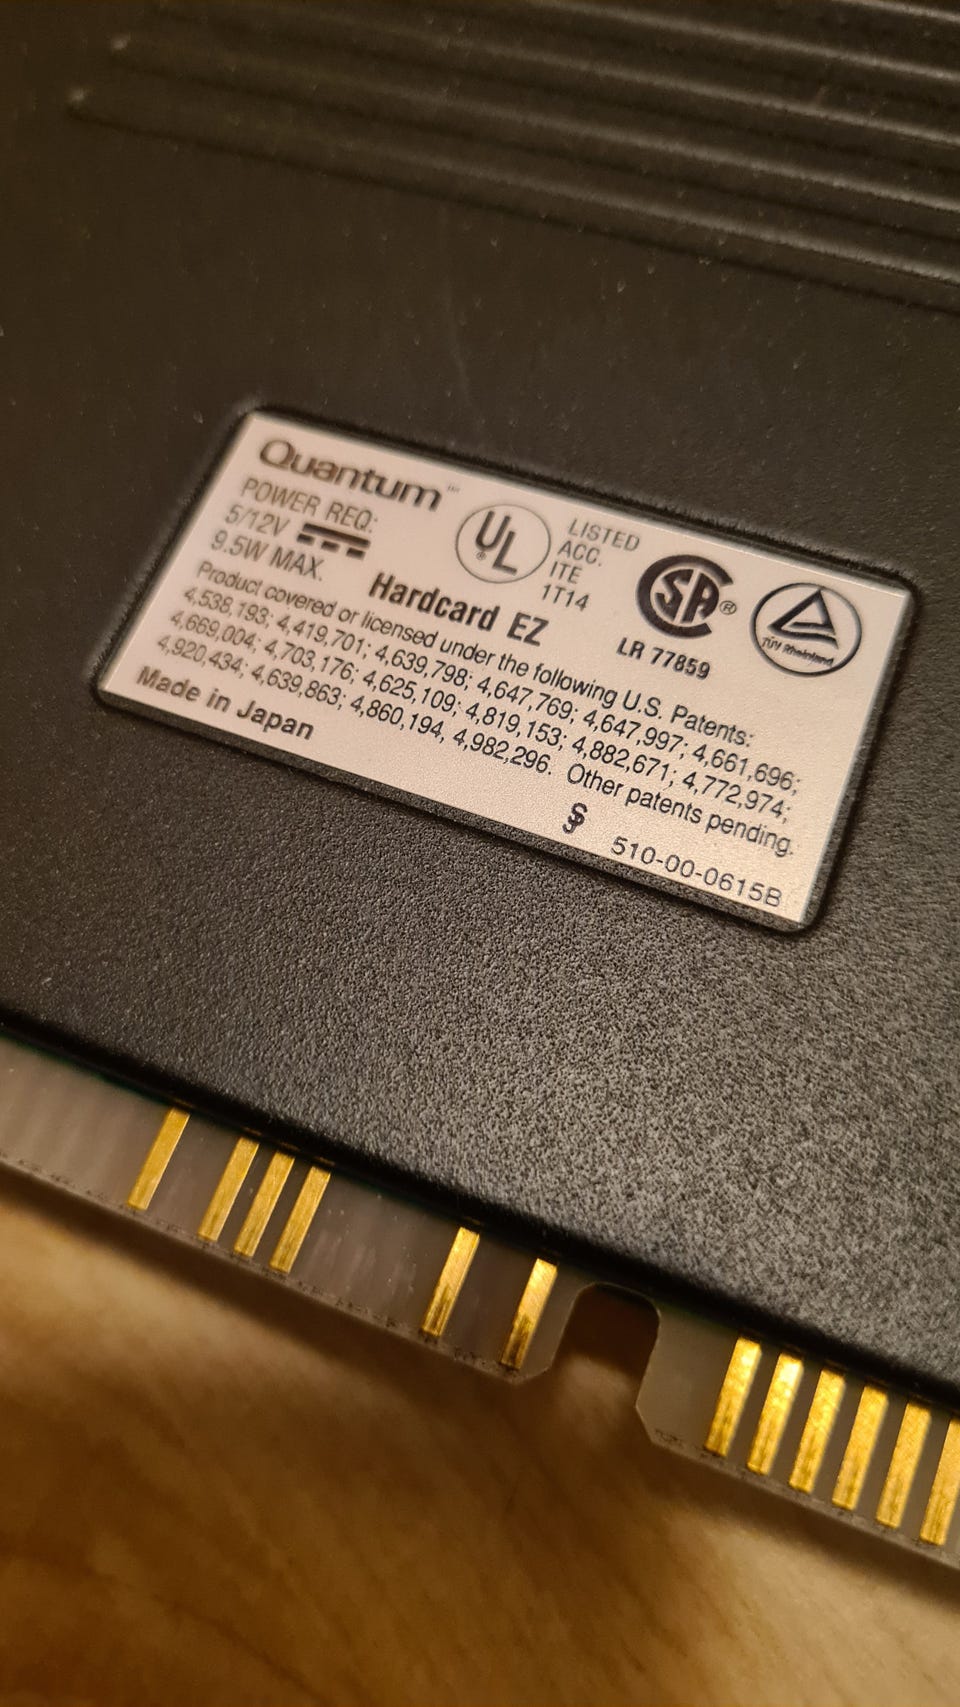 Quantum™
POWER REQ:
5/12V
9.5W MAX.
UL®
LISTED
ACC.
ITE
1T14
SA®
LR 77859
TÜV Rheinland
Hardcard EZ
Product covered or licensed under the following U.S. Patents:
4,538,193; 4,419,701; 4,639,798; 4,647,769; 4,647,997; 4,661,696;
4,669,004; 4,703,176; 4,625,109; 4,819,153; 4,882,671; 4,772,974;
4,920,434; 4,639,863; 4,860,194, 4,982,296. Other patents pending.
Made in Japan
510-00-0615B